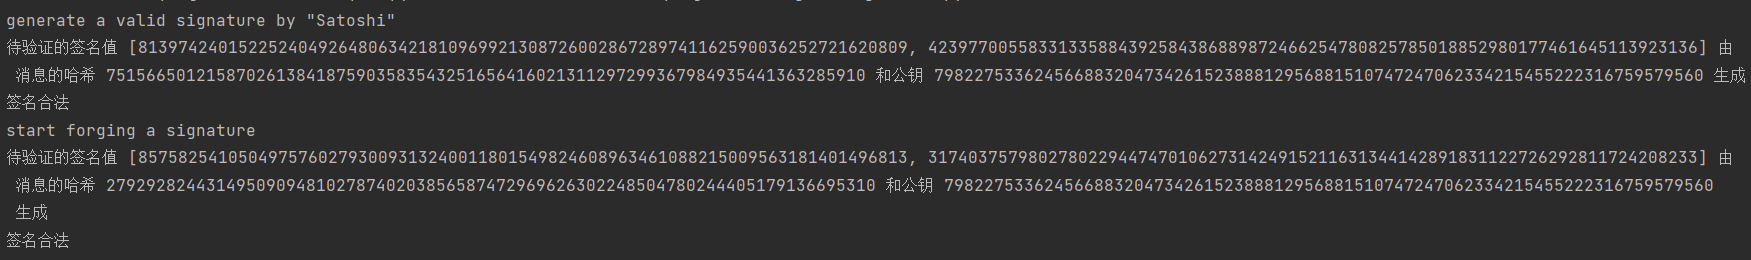 generate a valid signature by "Satoshi"
待验证的签名值 [81397424015225240492648063421810969921308726002867289741162590036252721620809, 42397700558331335884392584386889872466254780825785018852980177461645113923136] 由
消息的哈希 75156650121587026138418759035835432516564160213112972993679849354413632859​10 和公钥 79822753362456688320473426152388812956881510747247062334215455222316759579560 生成
签名合法
start forging a signature
待验证的签名值 [85758254105049757602793009313240011801549824608963461088215009563181401496813, 31740375798027802294474701062731424915211631344142891831122726292811724208233] 由
消息的哈希 27929282443149509094810278740203856587472969626302248504780244405179136695310 和公钥 79822753362456688320473426152388812956881510747247062334215455222316759579560
生成
签名合法